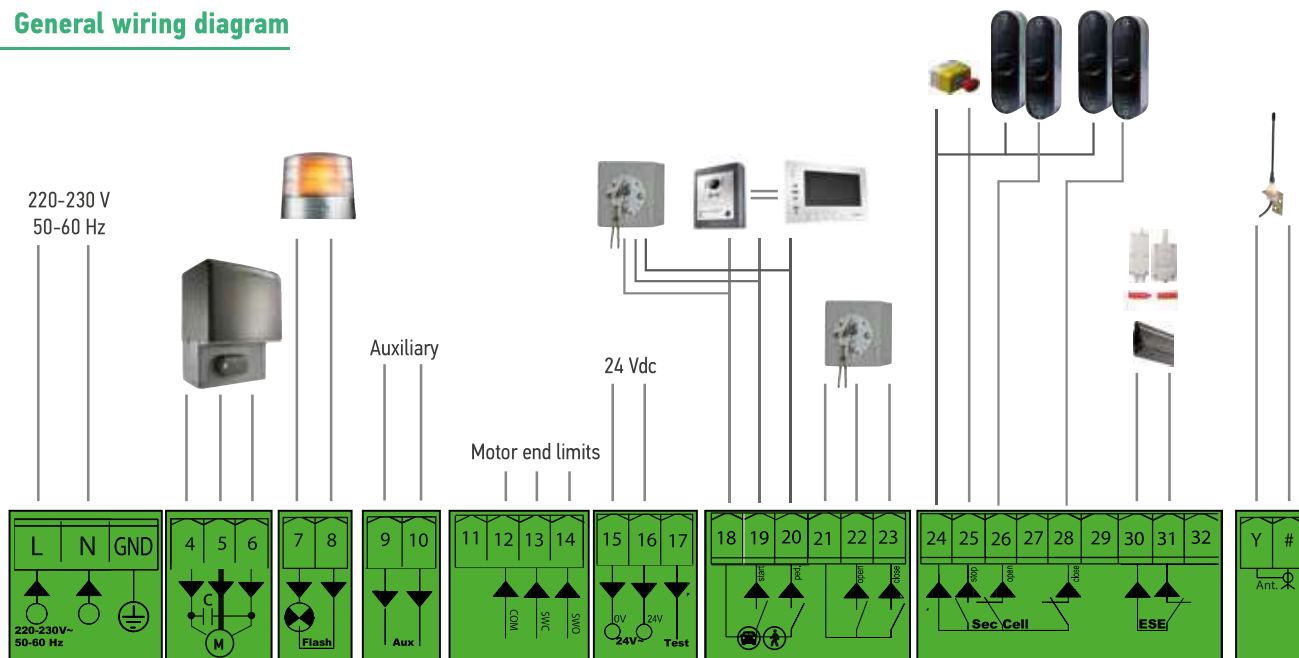 General wiring diagram
220-230 V
50-60 Hz
Auxiliary
24 Vdc
Motor end limits
L N GND
4 5 6
7 8
9 10
11 12 13 14
15 16 17
18 19 20 21 22 23
24 25 26 27 28 29 30 31 32
Y #
220-230V~
50-60 Hz
C
M
Flash
Aux
COM
SWC
SWO
0V
24V
24V~
Test
start
ped.
open
close
stop
open
close
Sec Cell
ESE
Ant.